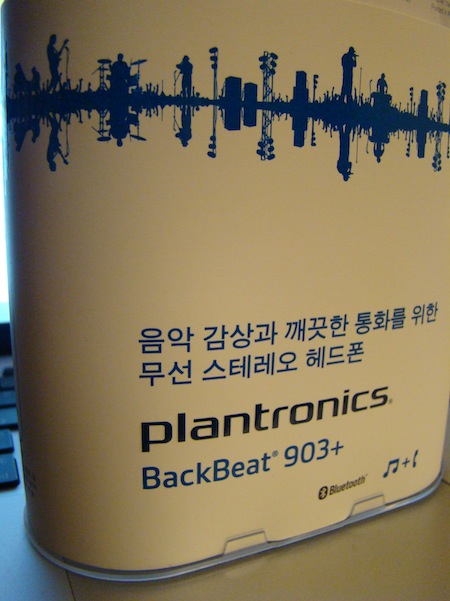 음악 감상과 깨끗한 통화를 위한
무선 스테레오 헤드폰
plantronics®
BackBeat® 903+
Bluetooth®